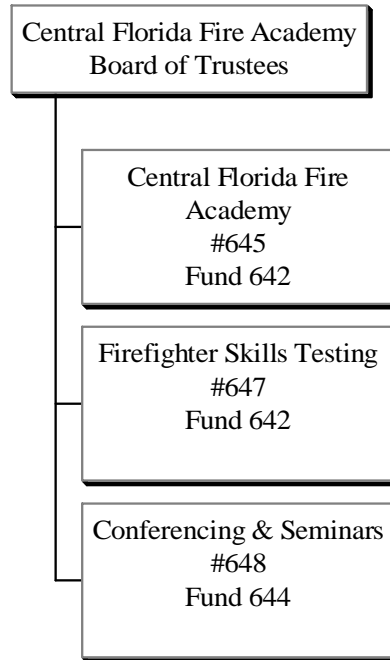 Central Florida Fire Academy
Board of Trustees
Central Florida Fire
Academy
#645
Fund 642
Firefighter Skills Testing
#647
Fund 642
Conferencing & Seminars
#648
Fund 644